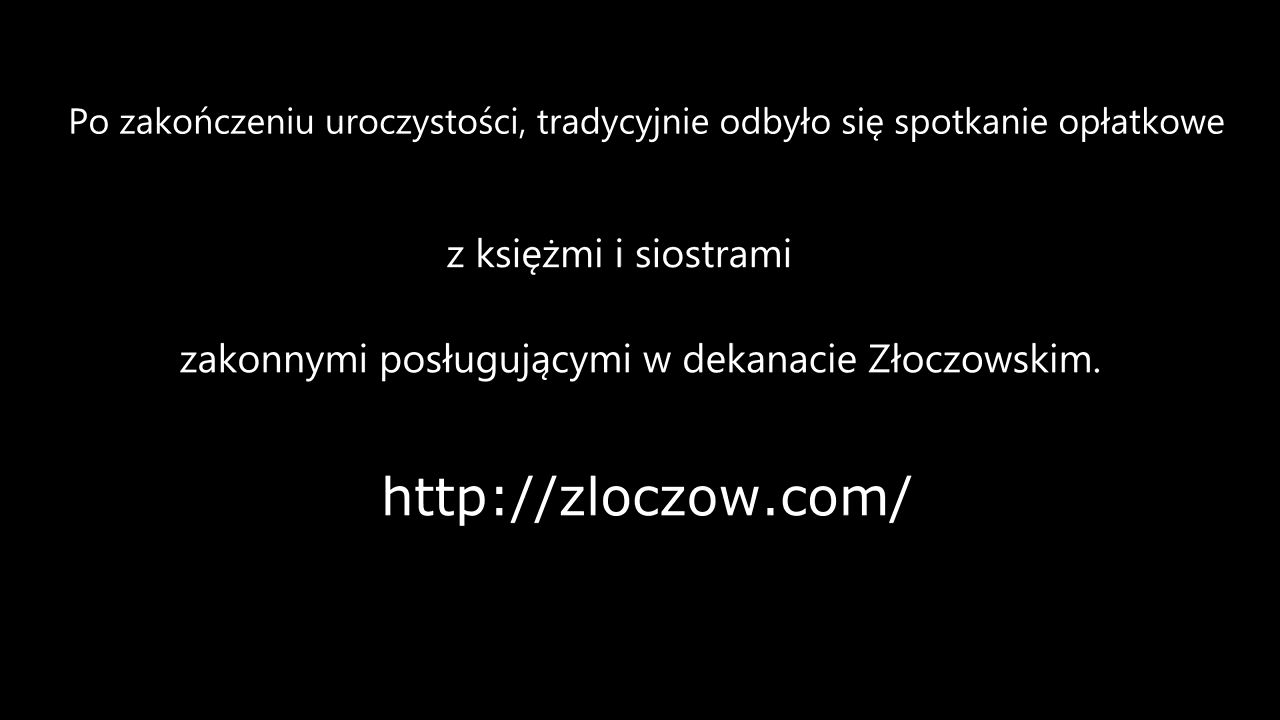 Po zakończeniu uroczystości, tradycyjnie odbyło się spotkanie opłatkowe
z księżmi i siostrami
zakonnymi posługującymi w dekanacie Złoczowskim.
http://zloczow.com/